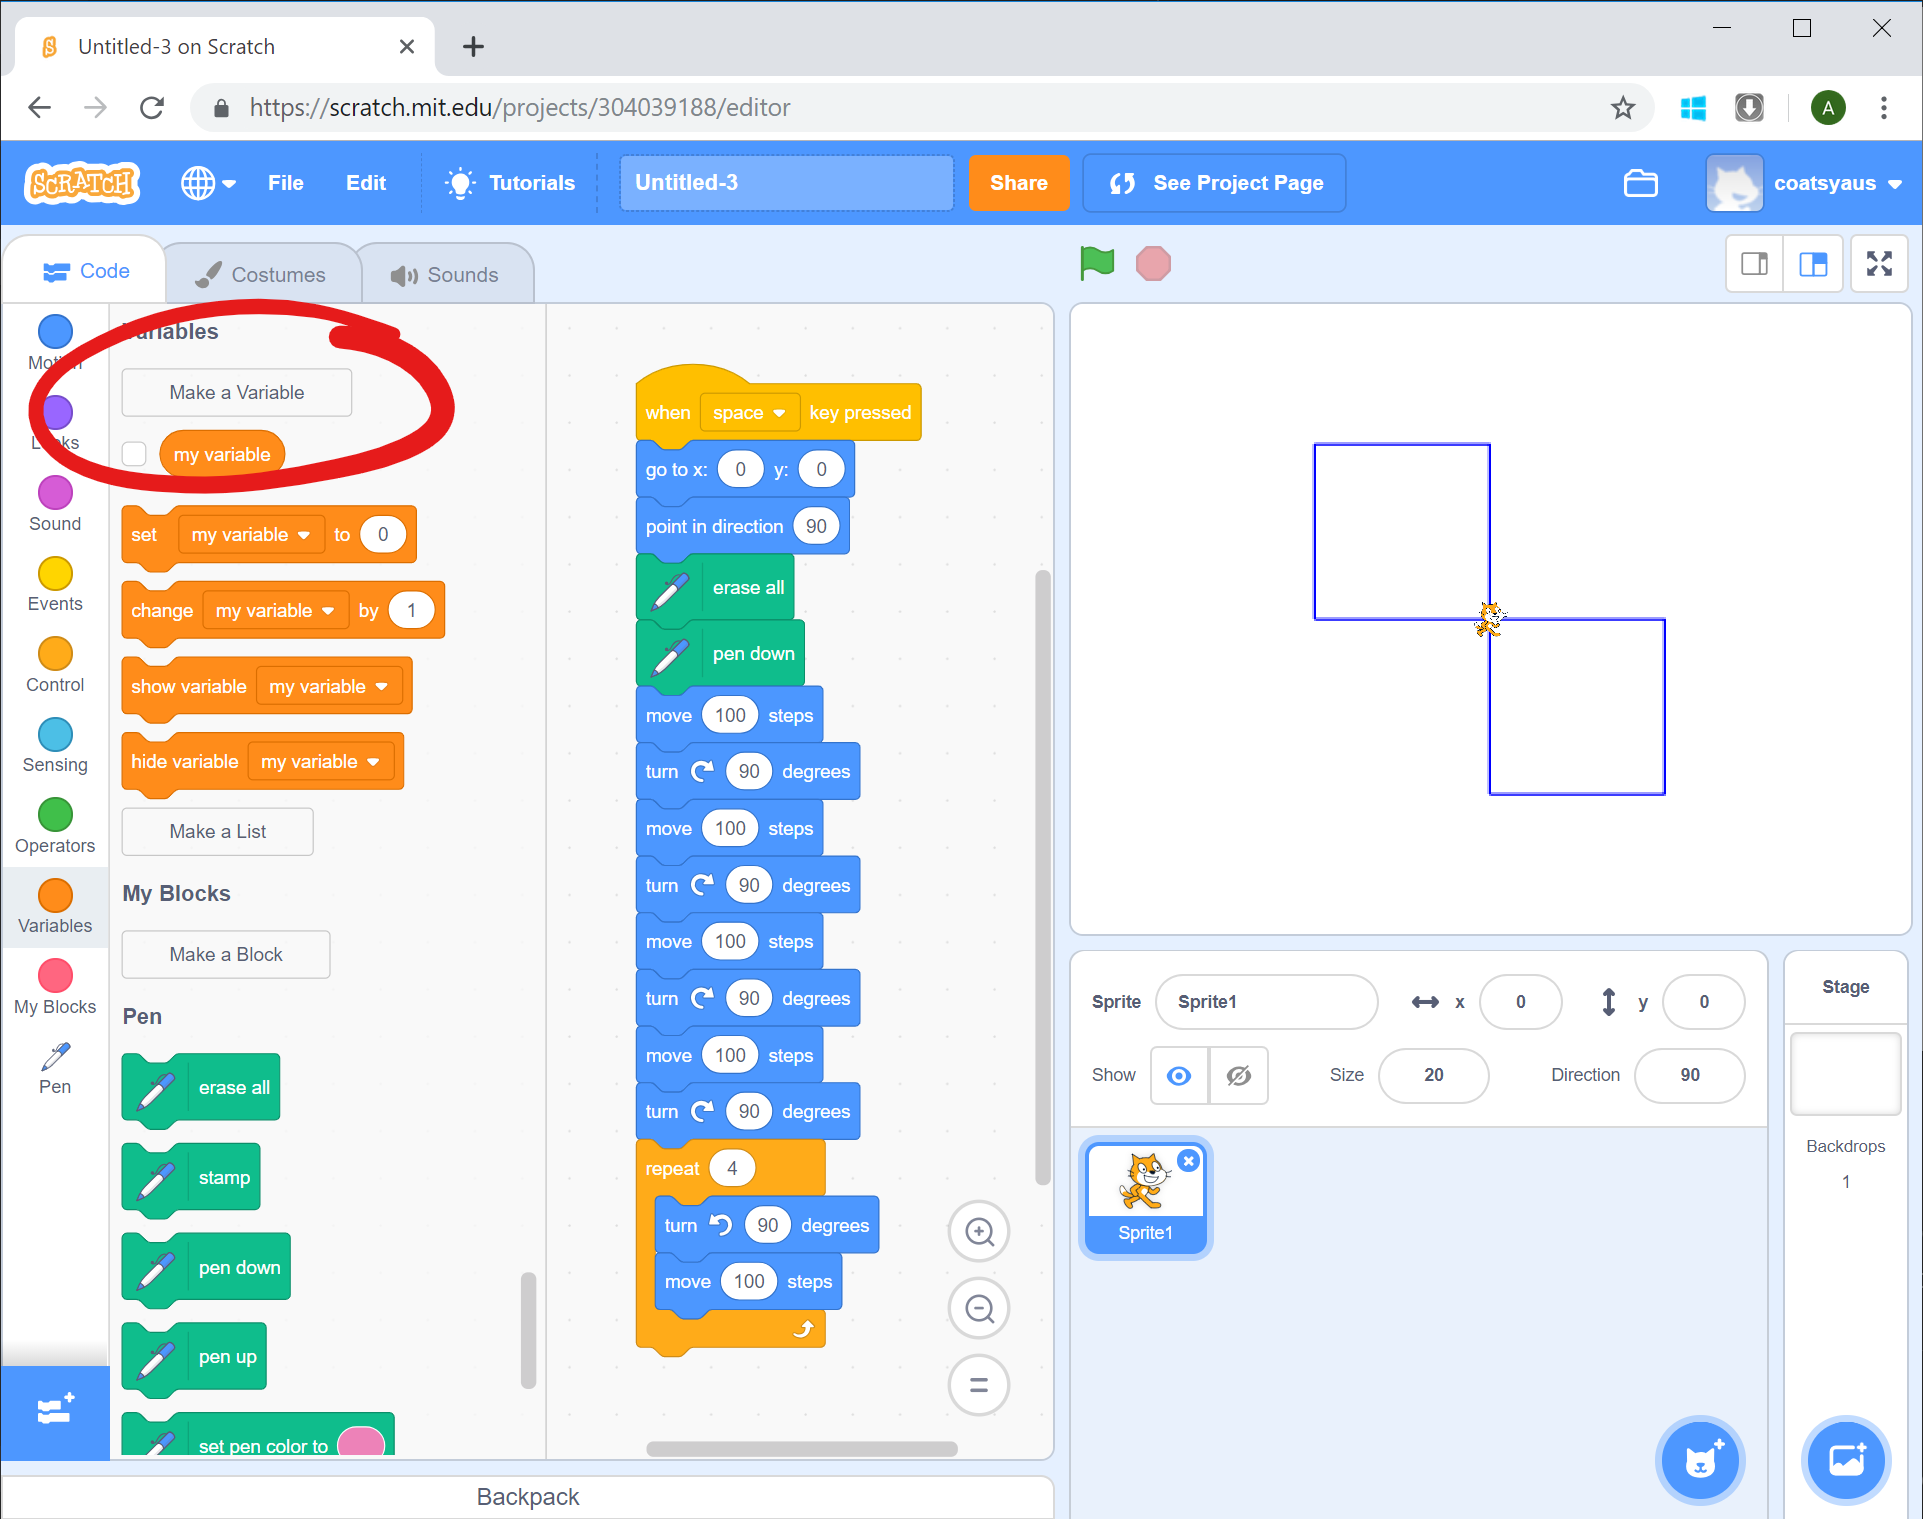 Untitled-3 on Scratch
https://scratch.mit.edu/projects/304039188/editor
A
SCRATCH
File
Edit
Tutorials
Untitled-3
Share
See Project Page
coatsyaus
Code
Costumes
Sounds
Motion
Looks
Sound
Events
Control
Sensing
Operators
Variables
My Blocks
Pen
Variables
Make a Variable
my variable
set my variable to 0
change my variable by 1
show variable my variable
hide variable my variable
Make a List
My Blocks
Make a Block
Pen
erase all
stamp
pen down
pen up
set pen color to
when space key pressed
go to x: 0 y: 0
point in direction 90
erase all
pen down
move 100 steps
turn 90 degrees
move 100 steps
turn 90 degrees
move 100 steps
turn 90 degrees
move 100 steps
turn 90 degrees
repeat 4
turn 90 degrees
move 100 steps
Backpack
Sprite Sprite1 x 0 y 0
Show Size 20 Direction 90
Sprite1
Stage
Backdrops
1